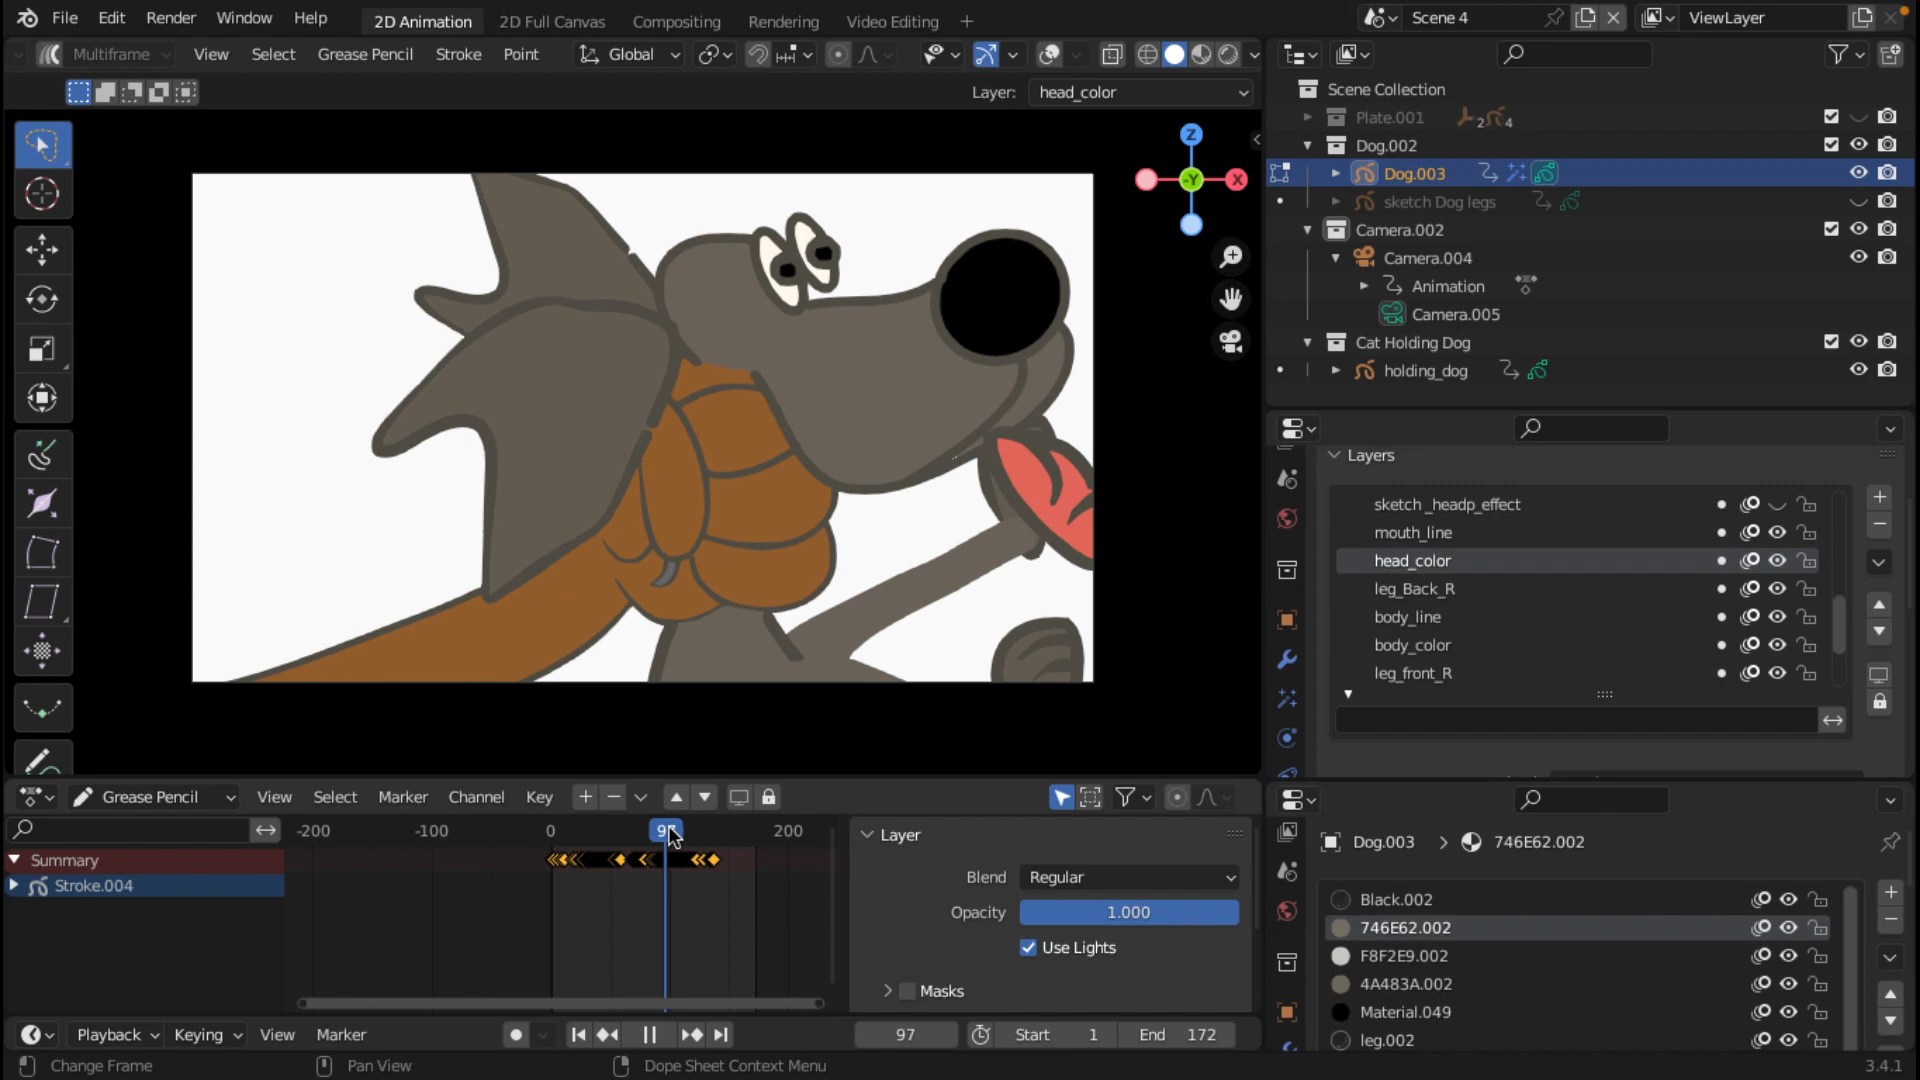 File Edit Render Window Help 2D Animation 2D Full Canvas Compositing Rendering Video Editing + Scene 4 ViewLayer
Multiframe View Select Grease Pencil Stroke Point Global
Layer: head_color
Z
-Y X
Scene Collection
Plate.001 2 4
Dog.002
Dog.003
sketch Dog legs
Camera.002
Camera.004
Animation
Camera.005
Cat Holding Dog
holding_dog
Layers
sketch _headp_effect
mouth_line
head_color
leg_Back_R
body_line
body_color
leg_front_R
Grease Pencil View Select Marker Channel Key
-200 -100 0 97 200
Summary
Stroke.004
Layer
Blend Regular
Opacity 1.000
Use Lights
Masks
Dog.003 > 746E62.002
Black.002
746E62.002
F8F2E9.002
4A483A.002
Material.049
leg.002
Playback Keying View Marker 97 Start 1 End 172
Change Frame Pan View Dope Sheet Context Menu 3.4.1